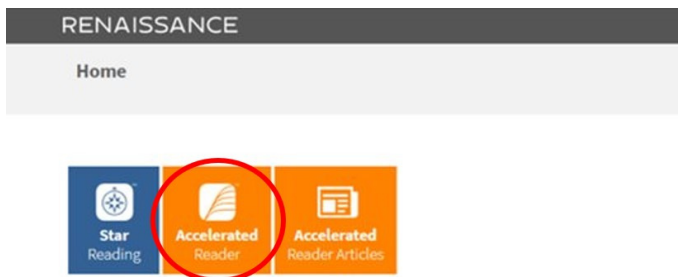 RENAISSANCE
Home
Star
Reading
Accelerated
Reader
Accelerated
Reader Articles